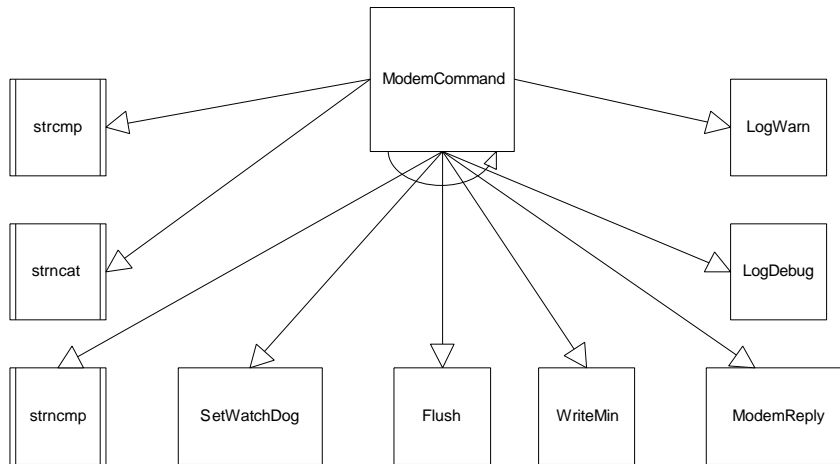 ModemCommand
strcmp
LogWarn
strncat
LogDebug
strncmp
SetWatchDog
Flush
WriteMin
ModemReply